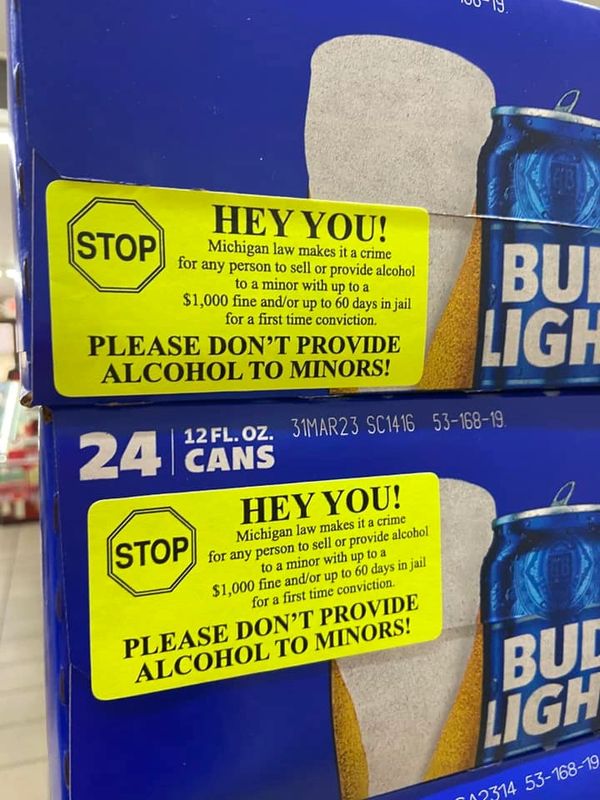 STOP
HEY YOU!
Michigan law makes it a crime
for any person to sell or provide alcohol
to a minor with up to a
$1,000 fine and/or up to 60 days in jail
for a first time conviction.
PLEASE DON'T PROVIDE
ALCOHOL TO MINORS!
LIGH
24
12 FL. OZ.
CANS
31MAR23 SC1416 53-168-19
STOP
HEY YOU!
Michigan law makes it a crime
for any person to sell or provide alcohol
to a minor with up to a
$1,000 fine and/or up to 60 days in jail
for a first time conviction.
PLEASE DON'T PROVIDE
ALCOHOL TO MINORS!
BUD
LIGH
2314 53-168-19